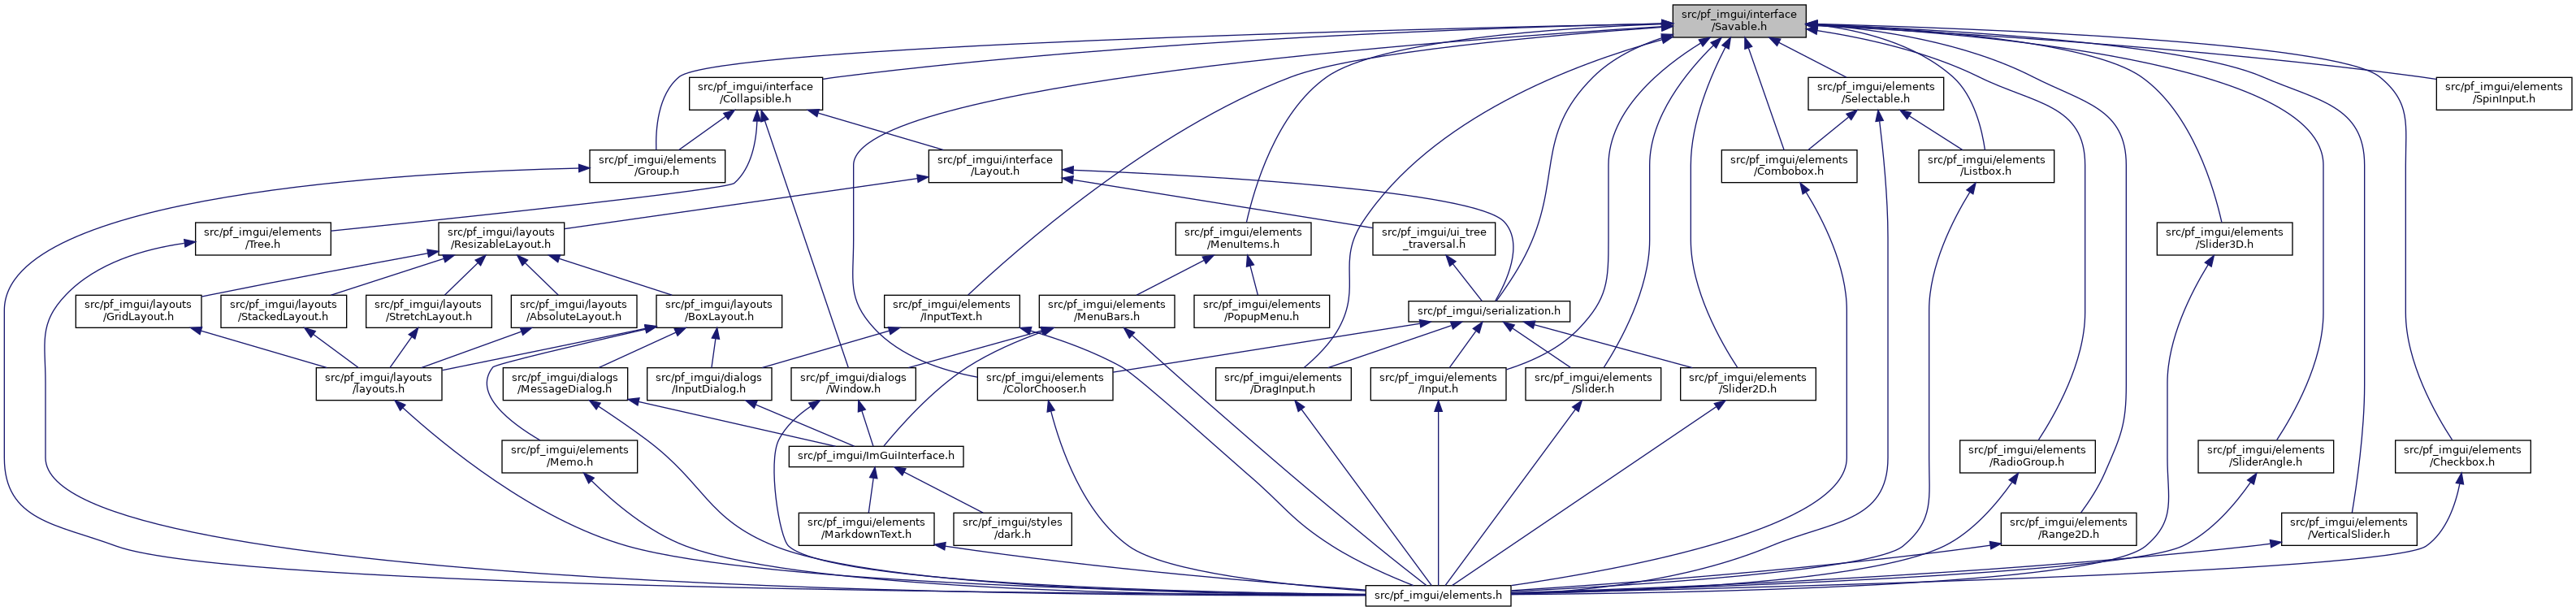 src/pf_imgui/interface
/Savable.h
src/pf_imgui/interface
/Collapsible.h
src/pf_imgui/elements
/Selectable.h
src/pf_imgui/elements
/SpinInput.h
src/pf_imgui/elements
/Group.h
src/pf_imgui/interface
/Layout.h
src/pf_imgui/elements
/Combobox.h
src/pf_imgui/elements
/Listbox.h
src/pf_imgui/elements
/Tree.h
src/pf_imgui/layouts
/ResizableLayout.h
src/pf_imgui/elements
/MenuItems.h
src/pf_imgui/ui_tree
_traversal.h
src/pf_imgui/elements
/Slider3D.h
src/pf_imgui/layouts
/GridLayout.h
src/pf_imgui/layouts
/StackedLayout.h
src/pf_imgui/layouts
/StretchLayout.h
src/pf_imgui/layouts
/AbsoluteLayout.h
src/pf_imgui/layouts
/BoxLayout.h
src/pf_imgui/elements
/InputText.h
src/pf_imgui/elements
/MenuBars.h
src/pf_imgui/elements
/PopupMenu.h
src/pf_imgui/serialization.h
src/pf_imgui/layouts
/layouts.h
src/pf_imgui/dialogs
/MessageDialog.h
src/pf_imgui/dialogs
/InputDialog.h
src/pf_imgui/dialogs
/Window.h
src/pf_imgui/elements
/ColorChooser.h
src/pf_imgui/elements
/DragInput.h
src/pf_imgui/elements
/Input.h
src/pf_imgui/elements
/Slider.h
src/pf_imgui/elements
/Slider2D.h
src/pf_imgui/elements
/Memo.h
src/pf_imgui/ImGuiInterface.h
src/pf_imgui/elements
/RadioGroup.h
src/pf_imgui/elements
/SliderAngle.h
src/pf_imgui/elements
/Checkbox.h
src/pf_imgui/elements
/MarkdownText.h
src/pf_imgui/styles
/dark.h
src/pf_imgui/elements
/Range2D.h
src/pf_imgui/elements
/VerticalSlider.h
src/pf_imgui/elements.h